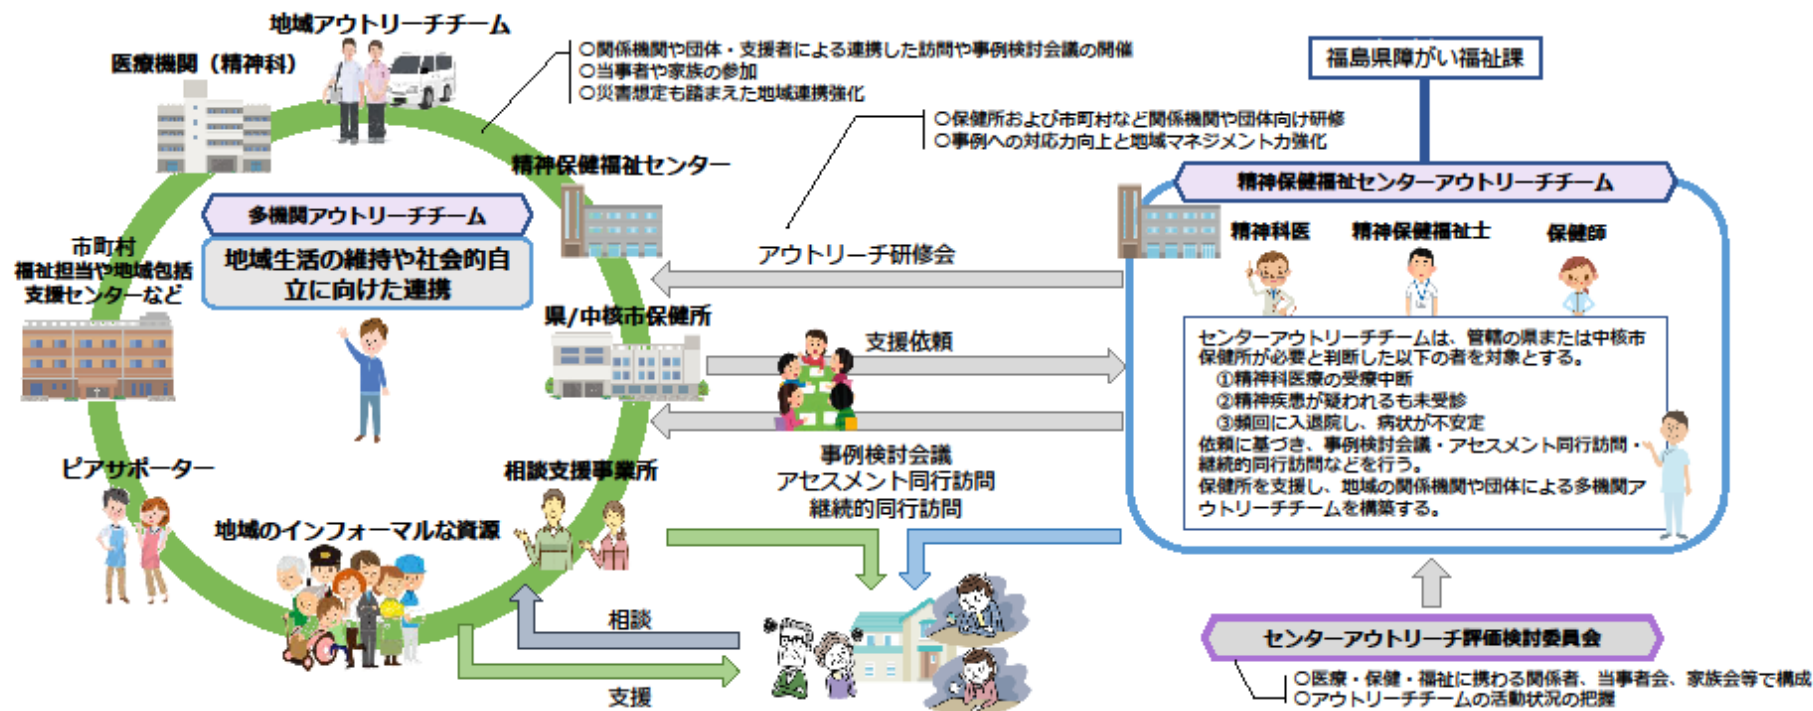 地域アウトリーチチーム
医療機関（精神科）
○関係機関や団体・支援者による連携した訪問や事例検討会議の開催
○当事者や家族の参加
○災害想定も踏まえた地域連携強化
福島県障がい福祉課
○保健所および市町村など関係機関や団体向け研修
○事例への対応力向上と地域マネジメント力強化
精神保健福祉センター
精神保健福祉センターアウトリーチチーム
多機関アウトリーチチーム
地域生活の維持や社会的自
立に向けた連携
精神科医
精神保健福祉士
保健師
市町村
福祉担当や地域包括
支援センターなど
アウトリーチ研修会
県/中核市保健所
支援依頼
センターアウトリーチチームは、管轄の県または中核市
保健所が必要と判断した以下の者を対象とする。
①精神科医療の受療中断
②精神疾患が疑われるも未受診
③頻回に入退院し、病状が不安定
依頼に基づき、事例検討会議・アセスメント同行訪問・
継続的同行訪問などを行う。
保健所を支援し、地域の関係機関や団体による多機関ア
ウトリーチチームを構築する。
事例検討会議
アセスメント同行訪問
継続的同行訪問
ピアサポーター
相談支援事業所
地域のインフォーマルな資源
相談
支援
センターアウトリーチ評価検討委員会
○医療・保健・福祉に携わる関係者、当事者会、家族会等で構成
○アウトリーチチームの活動状況の把握